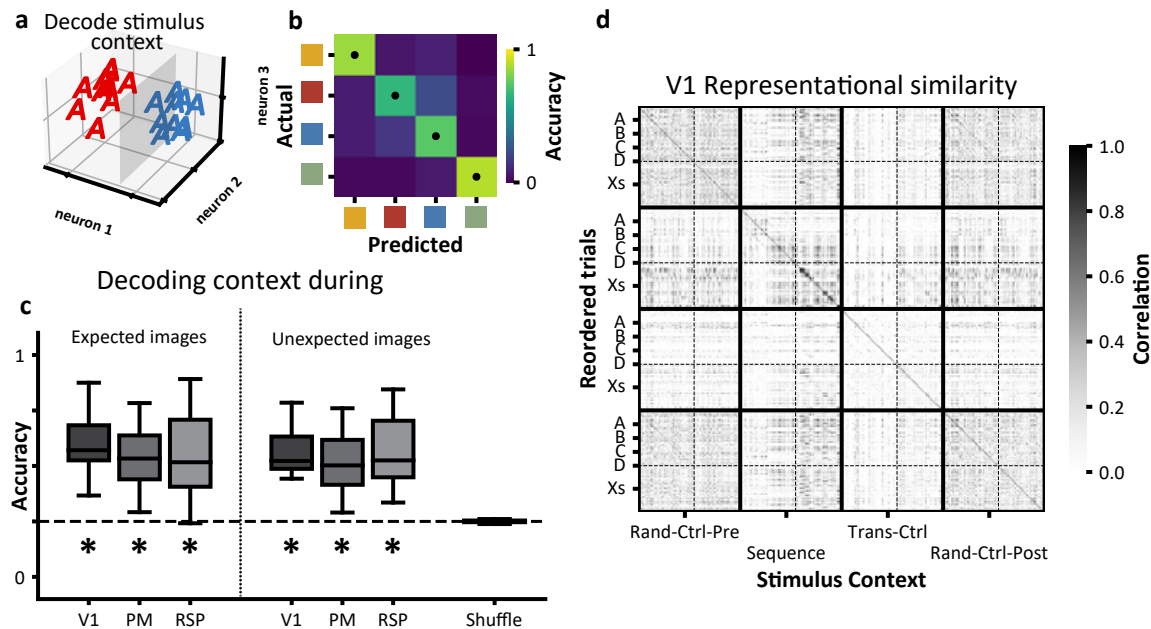 a
Decode stimulus
context
A A A A A A A A
A A A A A A A A
neuron 1
neuron 2
neuron 3
b
Actual
Predicted
1
0
Accuracy
Decoding context during
c
Expected images
Unexpected images
Accuracy
1
0
* * * * * *
V1 PM RSP V1 PM RSP Shuffle
d
V1 Representational similarity
Reordered trials
A
B
C
D
Xs
A
B
C
D
Xs
A
B
C
D
Xs
A
B
C
D
Xs
Rand-Ctrl-Pre
Sequence
Trans-Ctrl
Rand-Ctrl-Post
Stimulus Context
1.0
0.8
0.6
0.4
0.2
0.0
Correlation